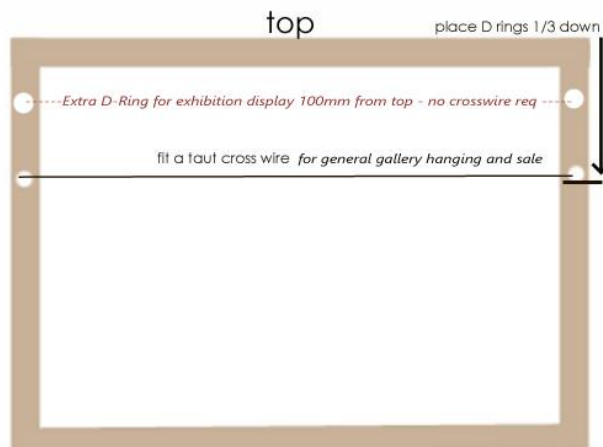 top
place D rings 1/3 down
Extra D-Ring for exhibition display 100mm from top - no crosswire req
fit a taut cross wire for general gallery hanging and sale